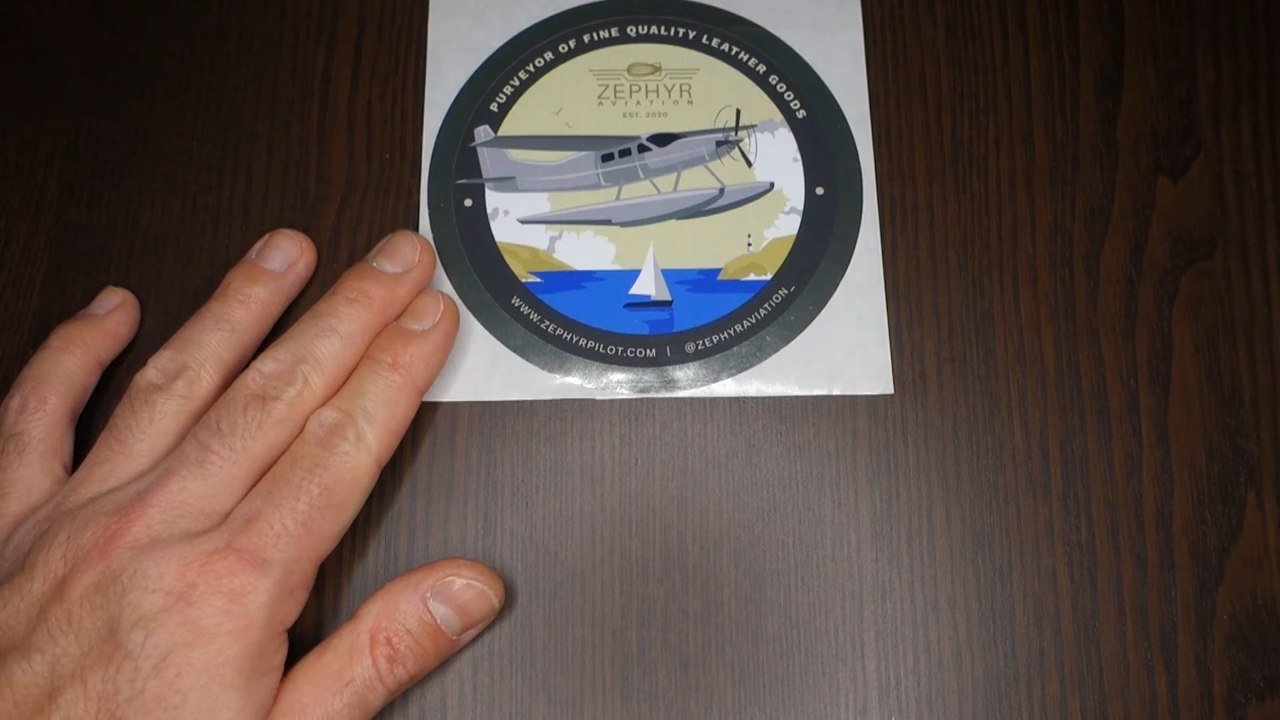 PURVEYOR OF FINE QUALITY LEATHER GOODS
ZEPHYR
AVIATION
EST. 2020
WWW.ZEPHYRPILOT.COM | @ZEPHYRAVIATION_